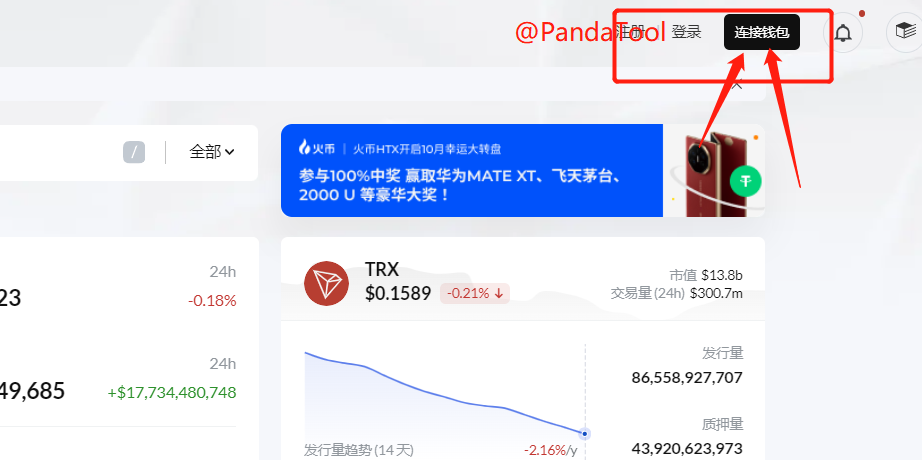 @PandaTool
注册 | 登录
连接钱包
/
全部
火币 | 火币HTX开启10月幸运大转盘
参与100%中奖 赢取华为MATE XT、飞天茅台、
2000 U 等豪华大奖！
24h
23
-0.18%
24h
49,685
+$17,734,480,748
TRX
$0.1589
-0.21% ↓
市值 $13.8b
交易量 (24h) $300.7m
发行量
86,558,927,707
质押量
43,920,623,973
发行量趋势 (14 天)
-2.16%/y